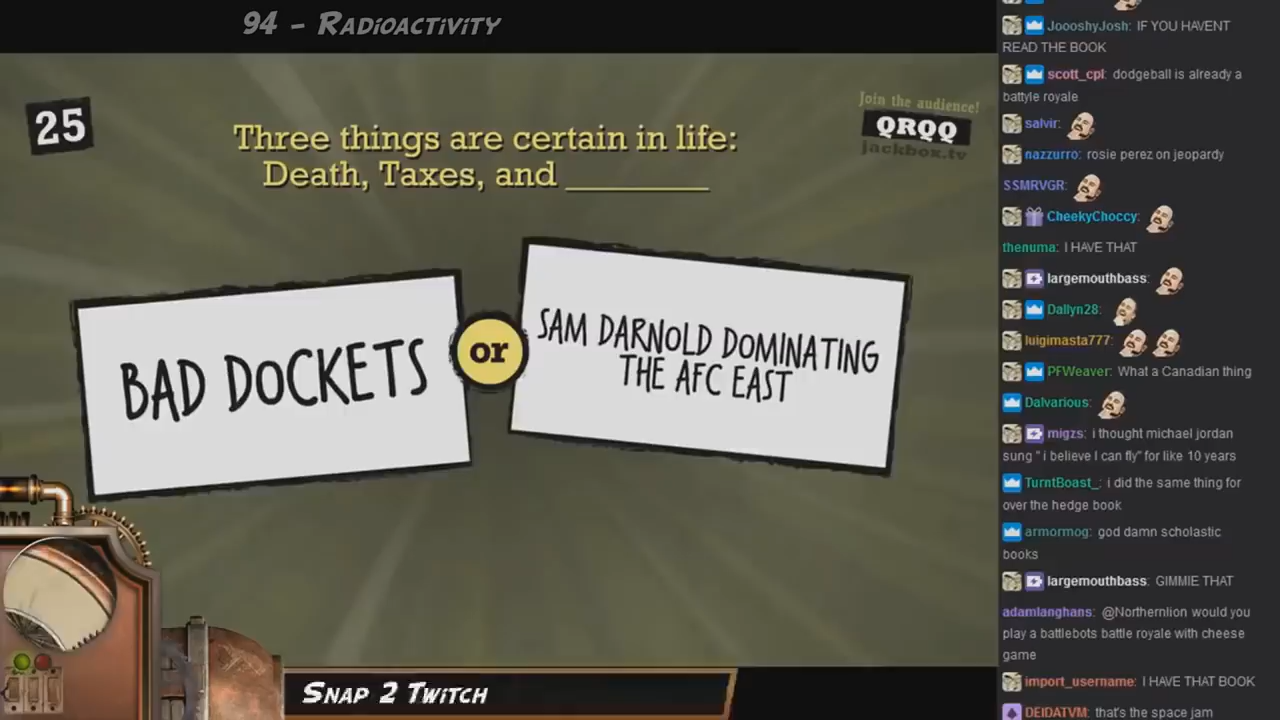 94 - Radioactivity
25
Three things are certain in life:
Death, Taxes, and ________
Join the audience!
QRQQ
jackbox.tv
BAD DOCKETS
or
SAM DARNOLD DOMINATING
THE AFC EAST
Snap 2 Twitch
JoooshyJosh: IF YOU HAVENT
READ THE BOOK
scott_cpl: dodgeball is already a
battyle royale
salvir:
nazzurro: rosie perez on jeopardy
SSMRVGR:
CheekyChoccy:
thenuma: I HAVE THAT
largemouthbass:
Dallyn28:
luigimasta777:
PFWeaver: What a Canadian thing
Dalvarious:
migzs: i thought michael jordan
sung " i believe I can fly" for like 10 years
TurntBoast_: i did the same thing for
over the hedge book
armormog: god damn scholastic
books
largemouthbass: GIMMIE THAT
adamlanghans: @Northernlion would you
play a battlebots battle royale with cheese
game
import_username: I HAVE THAT BOOK
DEIDATVM: that's the space jam